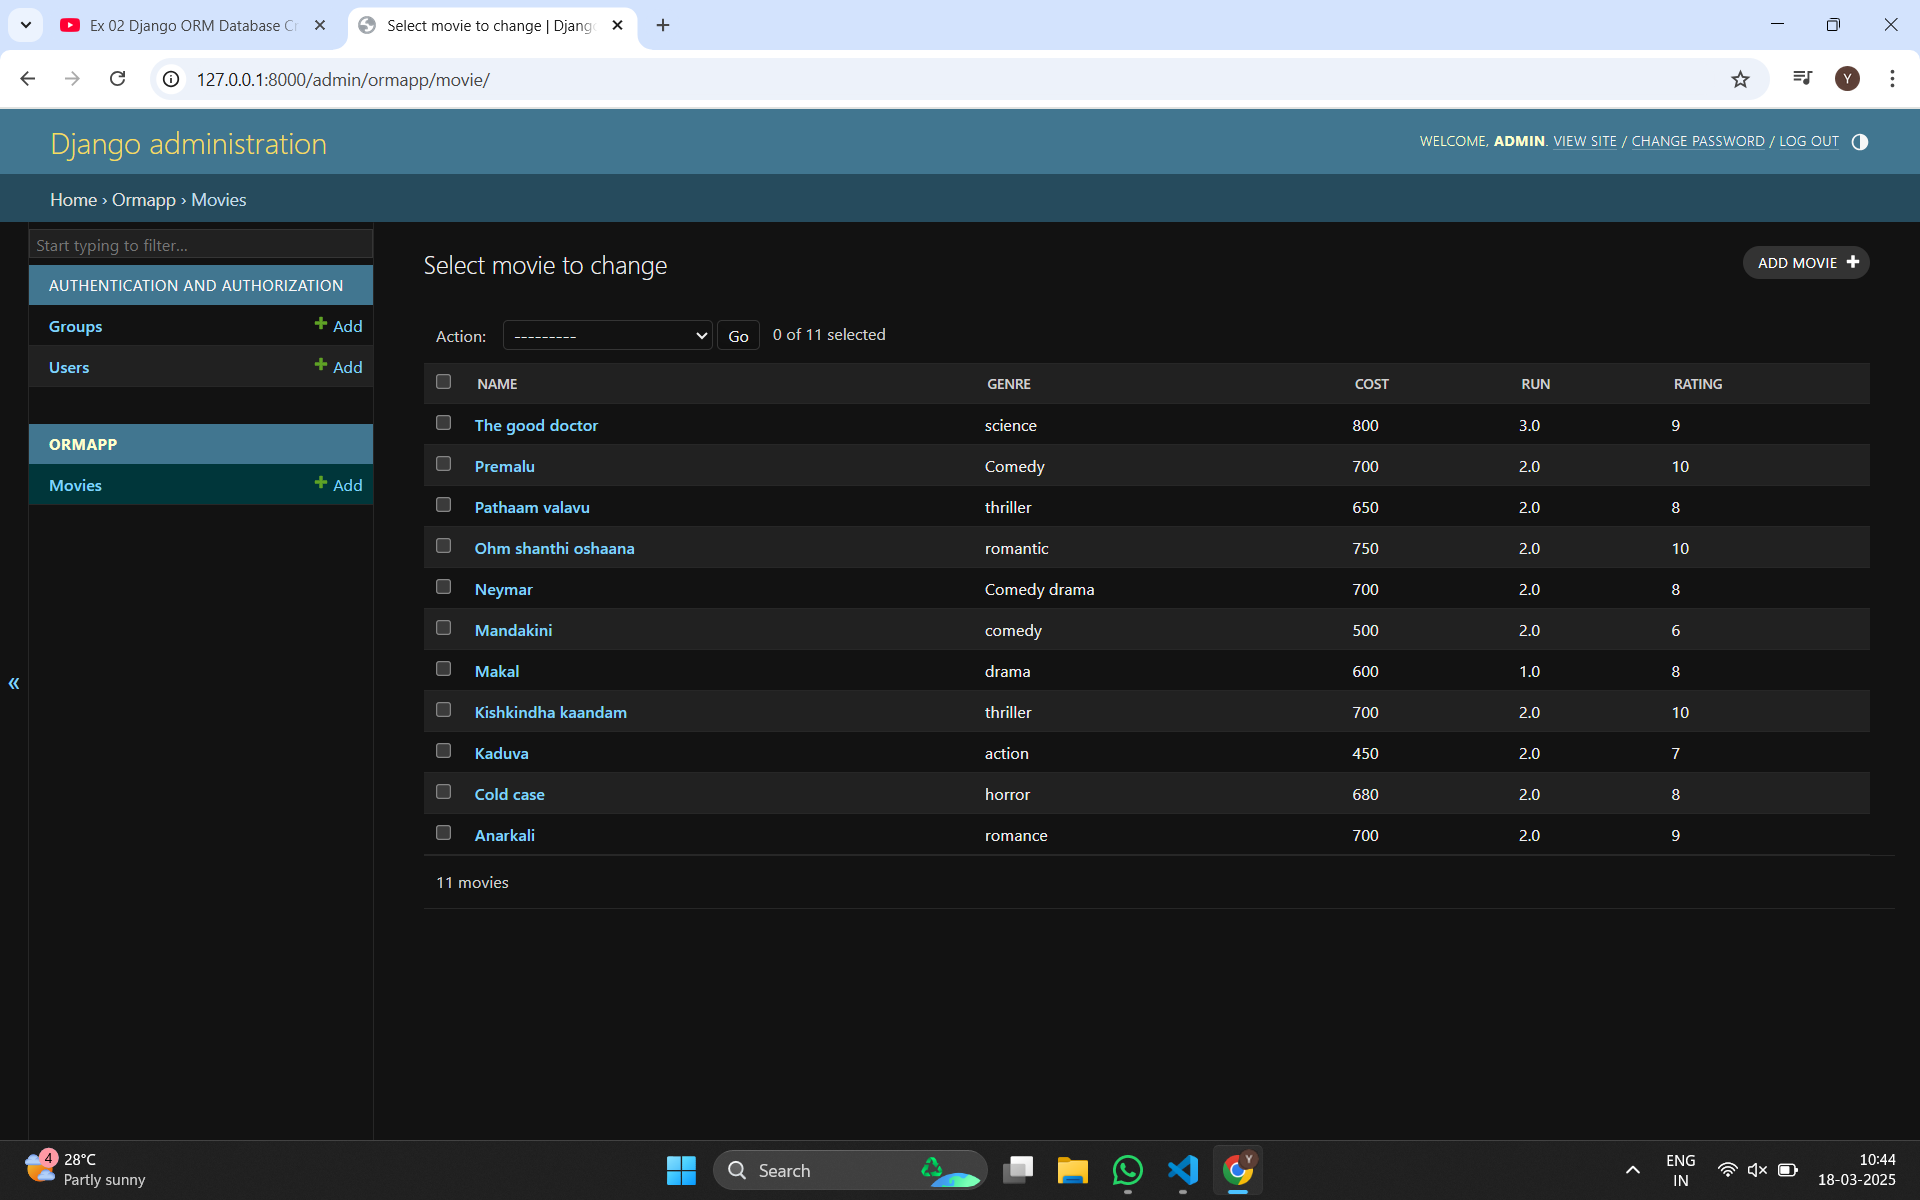 Ex 02 Django ORM Database Cr
Select movie to change | Djang
127.0.0.1:8000/admin/ormapp/movie/
Y
Django administration
WELCOME, ADMIN. VIEW SITE / CHANGE PASSWORD / LOG OUT
Home › Ormapp › Movies
Start typing to filter...
AUTHENTICATION AND AUTHORIZATION
Groups Add
Users Add
ORMAPP
Movies Add
«
Select movie to change
ADD MOVIE
Action: --------- Go 0 of 11 selected
NAME GENRE COST RUN RATING
The good doctor science 800 3.0 9
Premalu Comedy 700 2.0 10
Pathaam valavu thriller 650 2.0 8
Ohm shanthi oshaana romantic 750 2.0 10
Neymar Comedy drama 700 2.0 8
Mandakini comedy 500 2.0 6
Makal drama 600 1.0 8
Kishkindha kaandam thriller 700 2.0 10
Kaduva action 450 2.0 7
Cold case horror 680 2.0 8
Anarkali romance 700 2.0 9
11 movies
4
28°C
Partly sunny
Search
Y
ENG
IN
10:44
18-03-2025